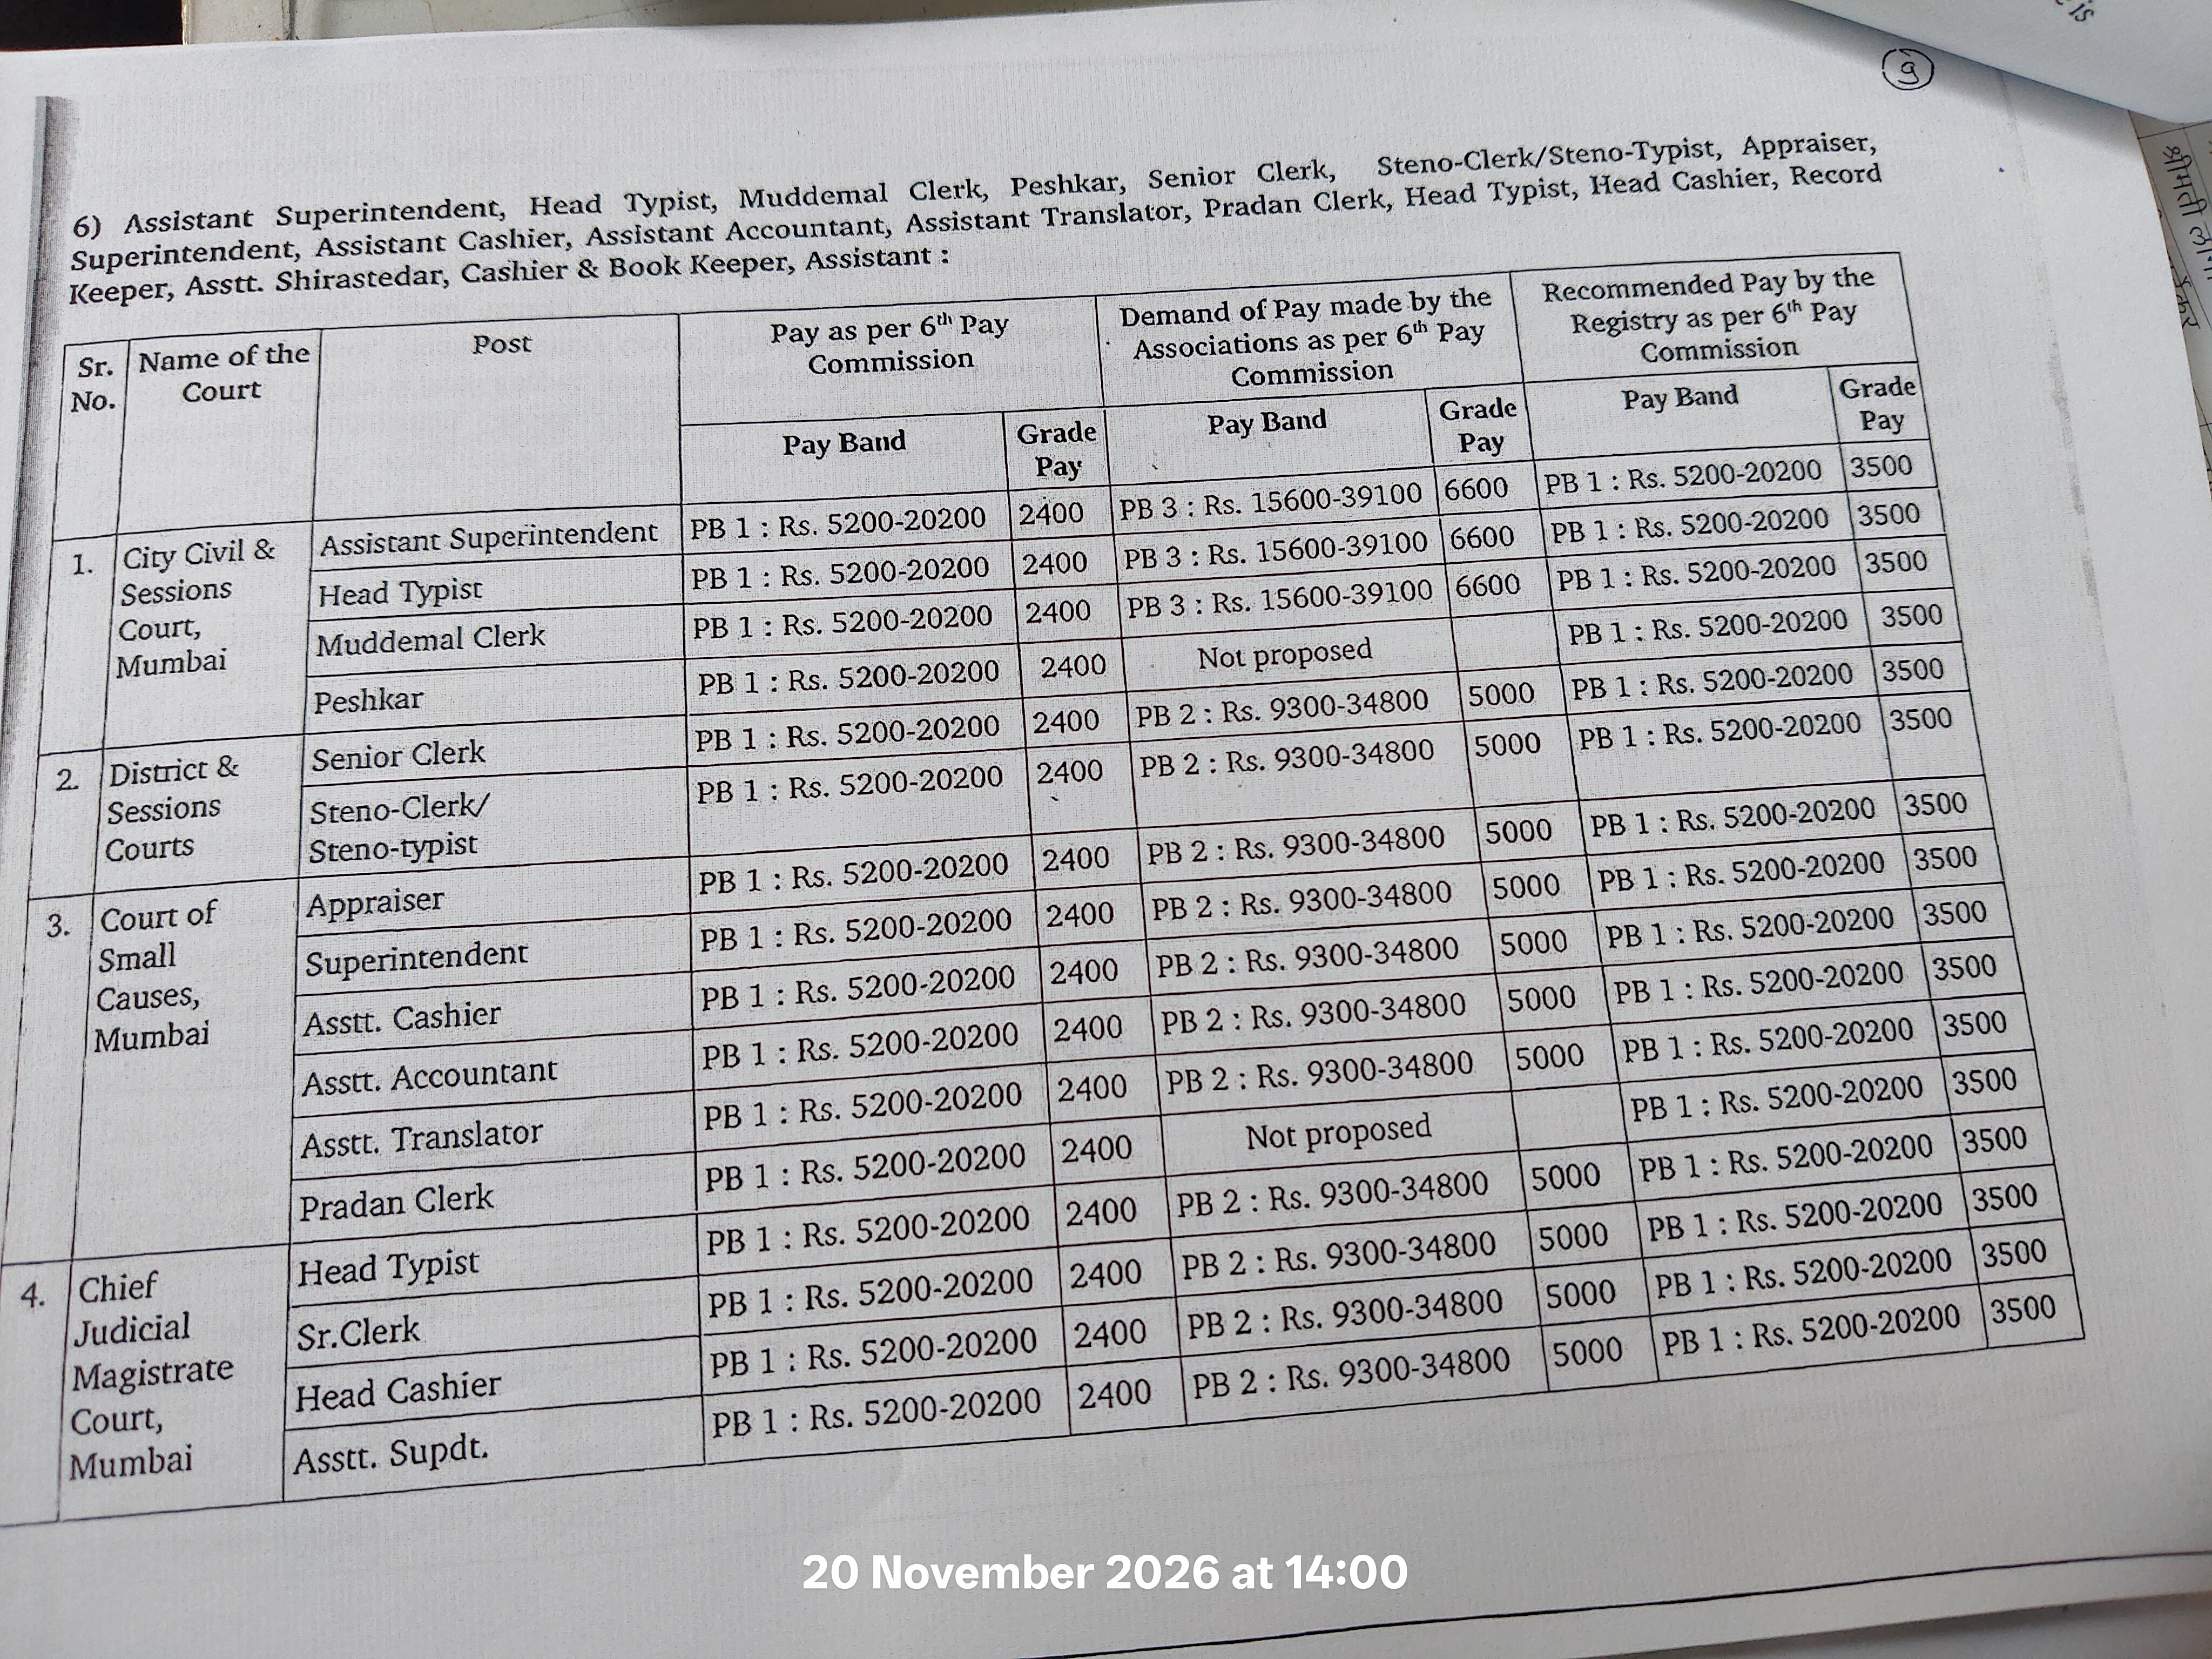 is
9
श्रीमती
6) Assistant Superintendent, Head Typist, Muddemal Clerk, Peshkar, Senior Clerk, Steno-Clerk/Steno-Typist, Appraiser,
Superintendent, Assistant Cashier, Assistant Accountant, Assistant Translator, Pradan Clerk, Head Typist, Head Cashier, Record
Keeper, Asstt. Shirastedar, Cashier & Book Keeper, Assistant :
Sr. No. Name of the Court Post Pay as per 6th Pay Commission Demand of Pay made by the Associations as per 6th Pay Commission Recommended Pay by the Registry as per 6th Pay Commission
Pay Band Grade Pay Pay Band Grade Pay Pay Band Grade Pay
1. City Civil & Sessions Court, Mumbai Assistant Superintendent PB 1 : Rs. 5200-20200 2400 PB 3 : Rs. 15600-39100 6600 PB 1 : Rs. 5200-20200 3500
Head Typist PB 1 : Rs. 5200-20200 2400 PB 3 : Rs. 15600-39100 6600 PB 1 : Rs. 5200-20200 3500
Muddemal Clerk PB 1 : Rs. 5200-20200 2400 PB 3 : Rs. 15600-39100 6600 PB 1 : Rs. 5200-20200 3500
Peshkar PB 1 : Rs. 5200-20200 2400 Not proposed PB 1 : Rs. 5200-20200 3500
2. District & Sessions Courts Senior Clerk PB 1 : Rs. 5200-20200 2400 PB 2 : Rs. 9300-34800 5000 PB 1 : Rs. 5200-20200 3500
Steno-Clerk/ Steno-typist PB 1 : Rs. 5200-20200 2400 PB 2 : Rs. 9300-34800 5000 PB 1 : Rs. 5200-20200 3500
3. Court of Small Causes, Mumbai Appraiser PB 1 : Rs. 5200-20200 2400 PB 2 : Rs. 9300-34800 5000 PB 1 : Rs. 5200-20200 3500
Superintendent PB 1 : Rs. 5200-20200 2400 PB 2 : Rs. 9300-34800 5000 PB 1 : Rs. 5200-20200 3500
Asstt. Cashier PB 1 : Rs. 5200-20200 2400 PB 2 : Rs. 9300-34800 5000 PB 1 : Rs. 5200-20200 3500
Asstt. Accountant PB 1 : Rs. 5200-20200 2400 PB 2 : Rs. 9300-34800 5000 PB 1 : Rs. 5200-20200 3500
Asstt. Translator PB 1 : Rs. 5200-20200 2400 PB 2 : Rs. 9300-34800 5000 PB 1 : Rs. 5200-20200 3500
Pradan Clerk PB 1 : Rs. 5200-20200 2400 Not proposed PB 1 : Rs. 5200-20200 3500
4. Chief Judicial Magistrate Court, Mumbai Head Typist PB 1 : Rs. 5200-20200 2400 PB 2 : Rs. 9300-34800 5000 PB 1 : Rs. 5200-20200 3500
Sr.Clerk PB 1 : Rs. 5200-20200 2400 PB 2 : Rs. 9300-34800 5000 PB 1 : Rs. 5200-20200 3500
Head Cashier PB 1 : Rs. 5200-20200 2400 PB 2 : Rs. 9300-34800 5000 PB 1 : Rs. 5200-20200 3500
Asstt. Supdt. PB 1 : Rs. 5200-20200 2400 PB 2 : Rs. 9300-34800 5000 PB 1 : Rs. 5200-20200 3500
20 November 2026 at 14:00